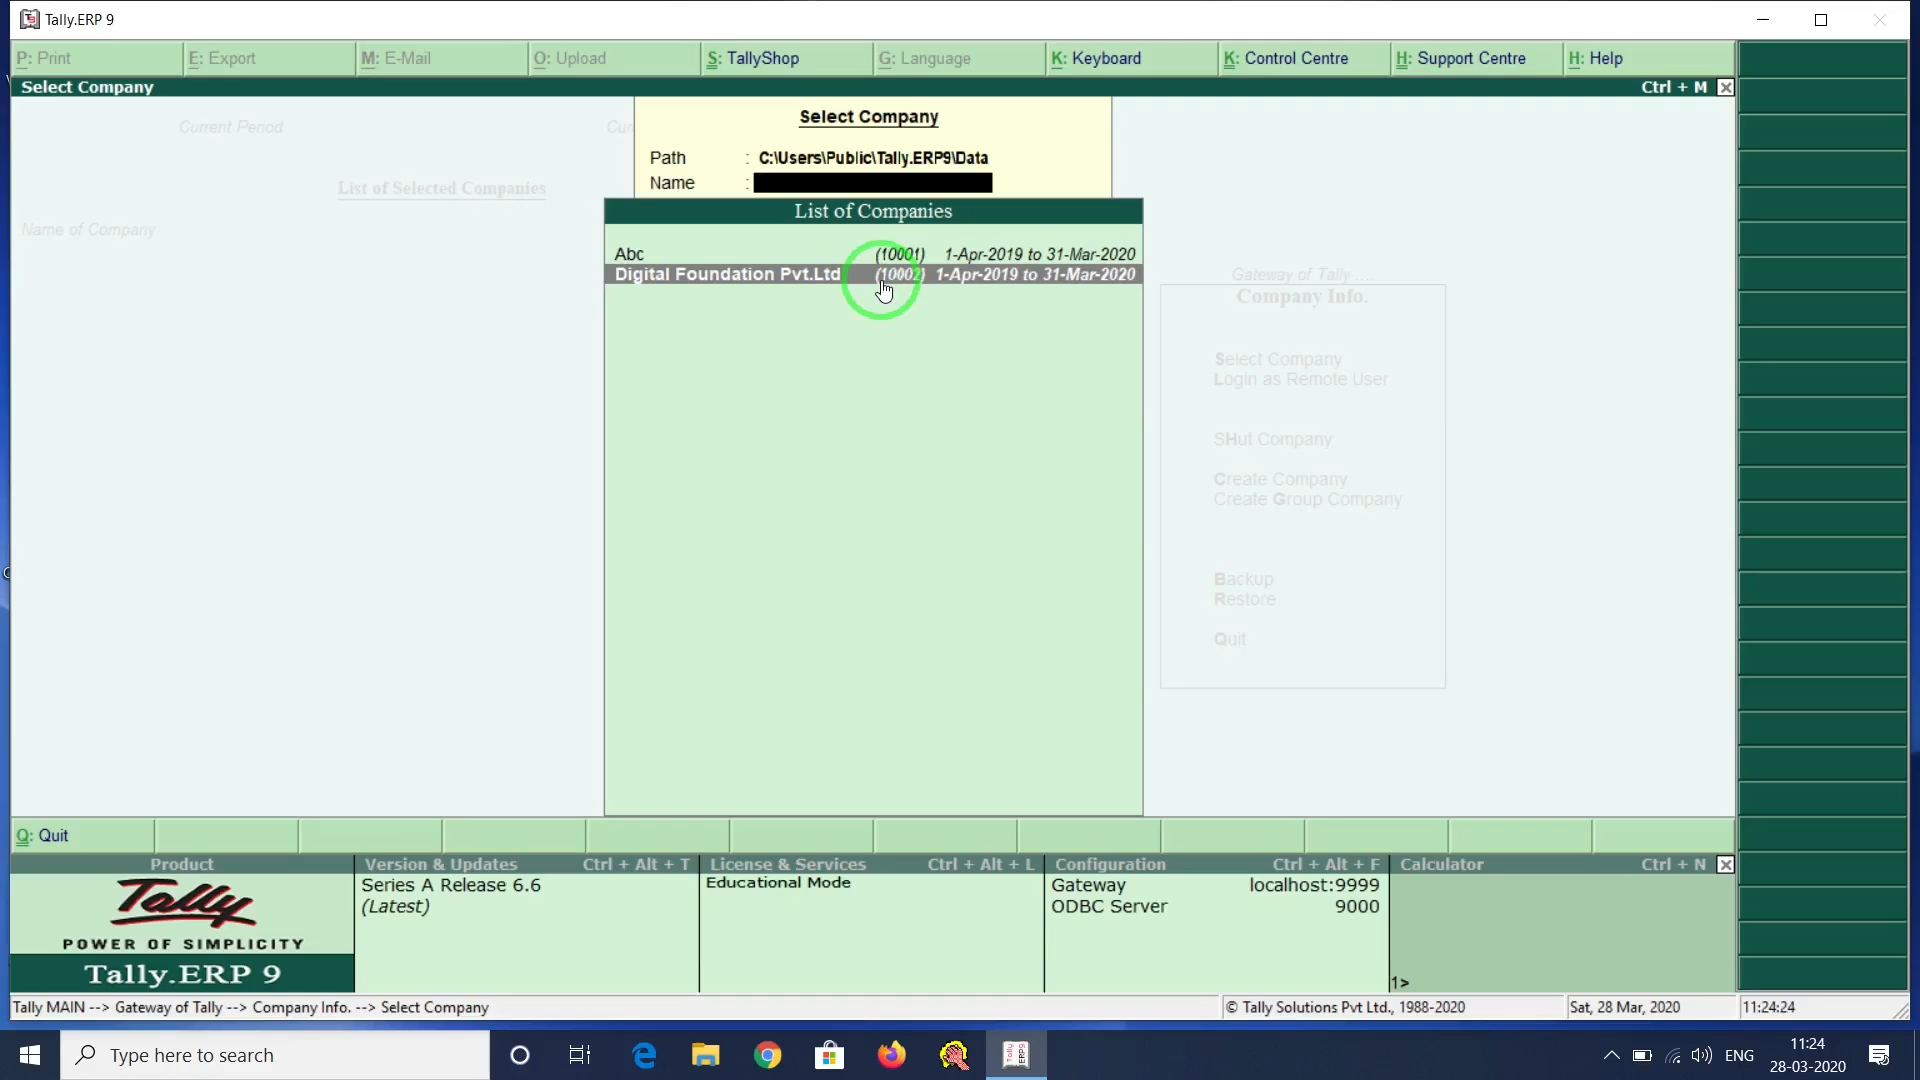 Tally.ERP 9
P: Print E: Export M: E-Mail O: Upload S: TallyShop G: Language K: Keyboard K: Control Centre H: Support Centre H: Help
Select Company Ctrl + M
Select Company
Current Period
Path : C:\Users\Public\Tally.ERP9\Data
Name :
List of Selected Companies
Name of Company
List of Companies
Abc (10001) 1-Apr-2019 to 31-Mar-2020
Digital Foundation Pvt.Ltd (10002) 1-Apr-2019 to 31-Mar-2020
Gateway of Tally ....
Company Info.
Select Company
Login as Remote User
SHut Company
Create Company
Create Group Company
Backup
Restore
Quit
Q: Quit
Product
Tally
POWER OF SIMPLICITY
Tally.ERP 9
Version & Updates Ctrl + Alt + T
Series A Release 6.6
(Latest)
License & Services Ctrl + Alt + L
Educational Mode
Configuration Ctrl + Alt + F
Gateway localhost:9999
ODBC Server 9000
Calculator Ctrl + N
1>
Tally MAIN --> Gateway of Tally --> Company Info. --> Select Company
© Tally Solutions Pvt Ltd., 1988-2020
Sat, 28 Mar, 2020
11:24:24
Type here to search
ENG
11:24
28-03-2020